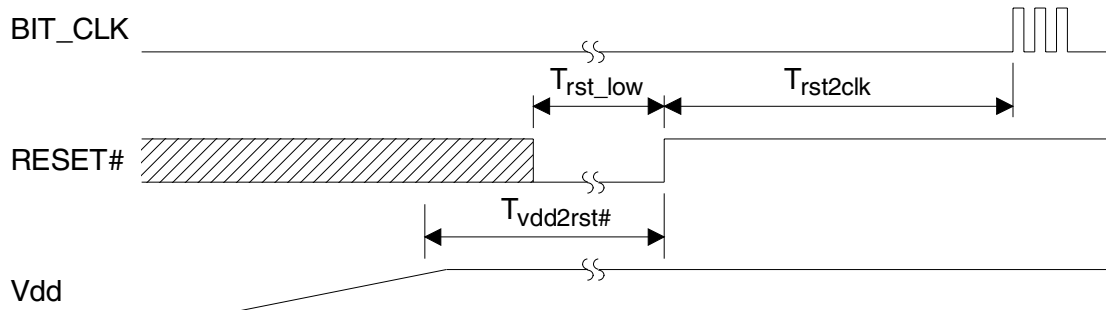 BIT_CLK
Trst_low
Trst2clk
RESET#
Tvdd2rst#
Vdd